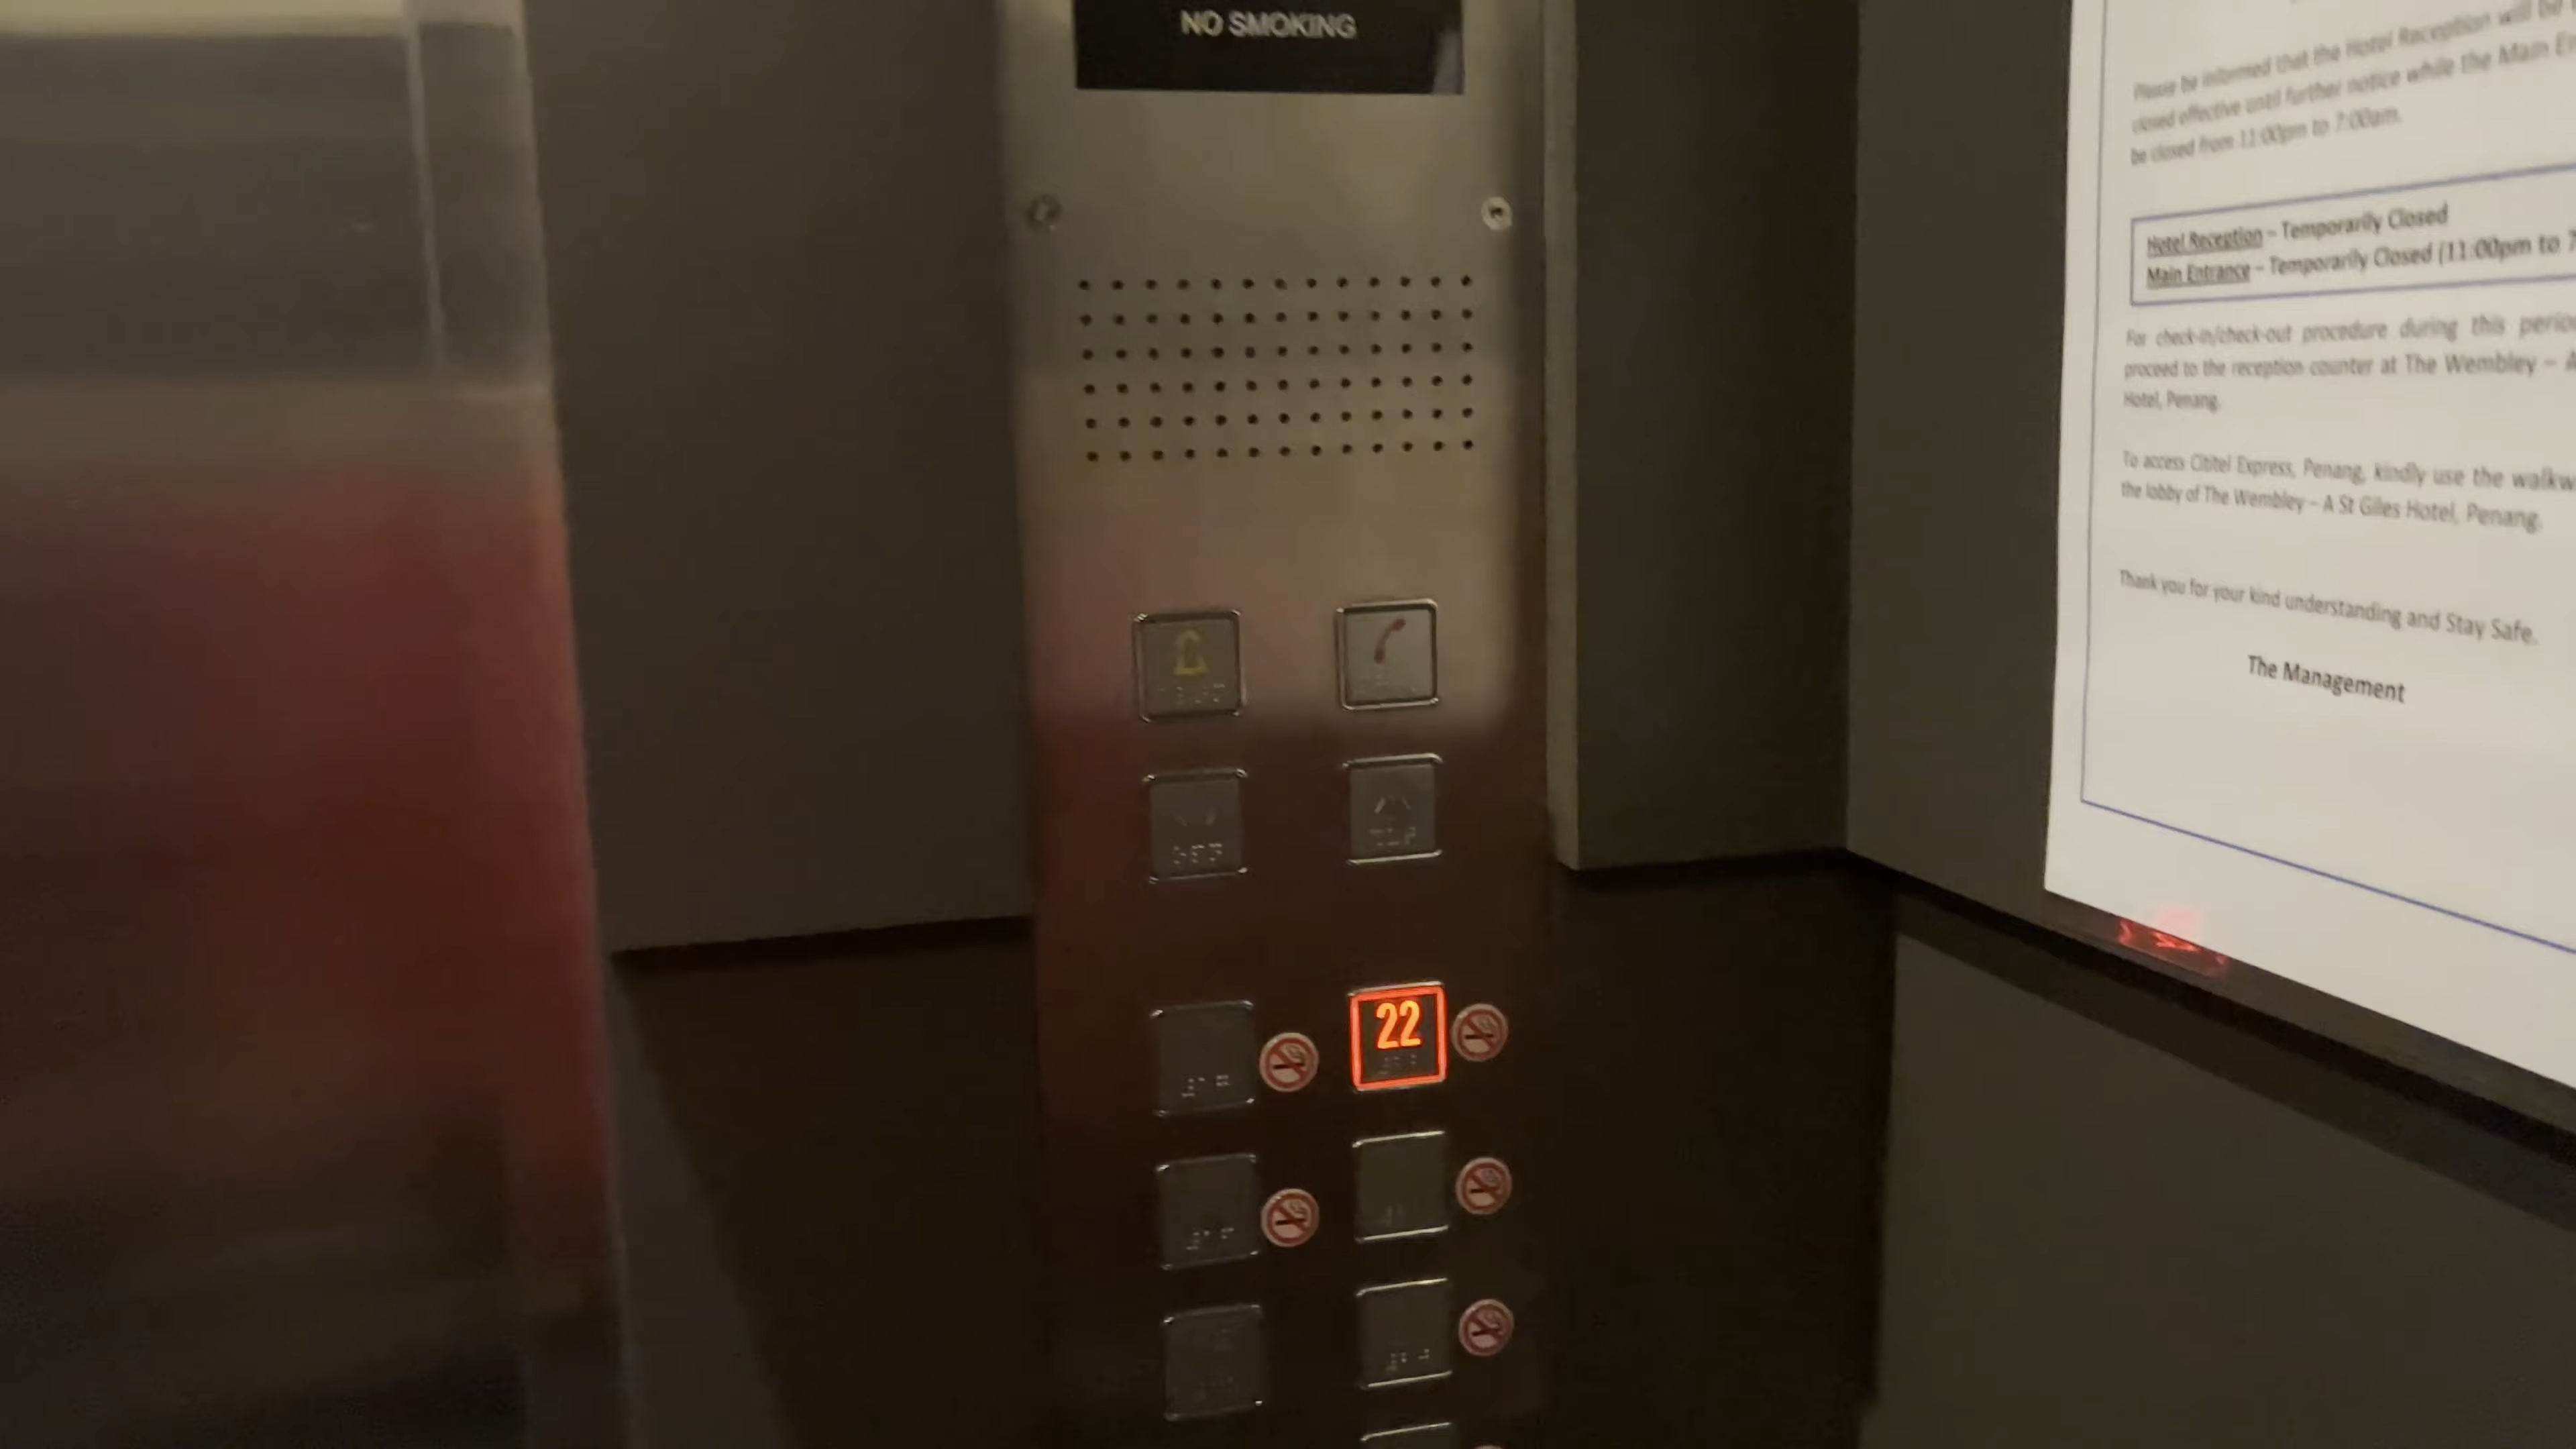 NO SMOKING
22
Please be informed that the Hotel Reception will be
closed effective until further notice while the Main
be closed from 11:00pm to 7:00am.
Hotel Reception – Temporarily Closed
Main Entrance – Temporarily Closed (11:00pm to 7
For check-in/check-out procedure during this
proceed to the reception counter at The Wembley – A
Hotel, Penang.
To access Cititel Express, Penang, kindly use the
the lobby of The Wembley – A St Giles Hotel, Penang.
Thank you for your kind understanding and Stay Safe.
The Management